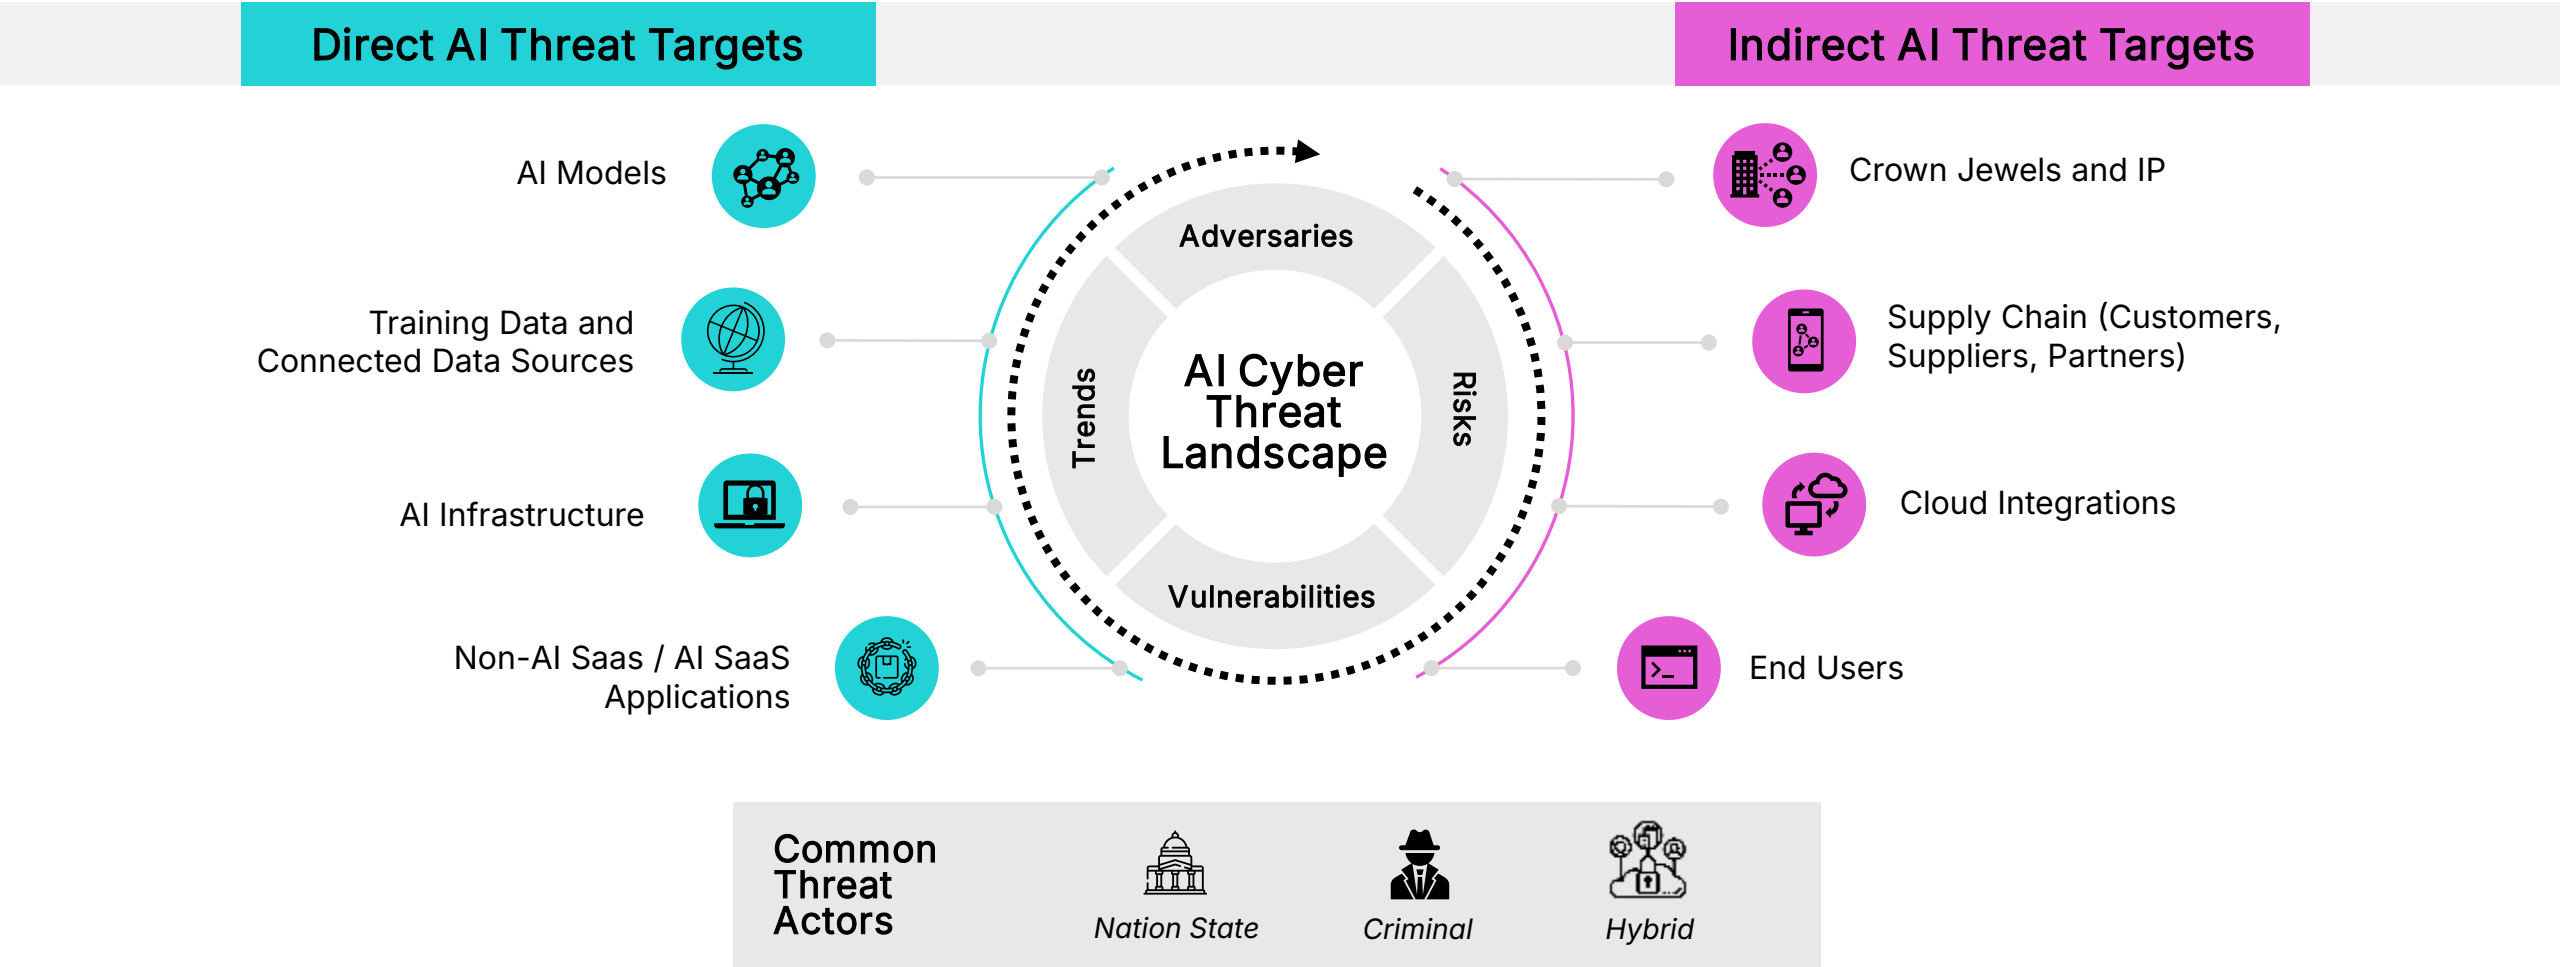 Direct AI Threat Targets
Indirect AI Threat Targets
AI Models
Training Data and
Connected Data Sources
AI Infrastructure
Non-AI Saas / AI SaaS
Applications
Adversaries
Trends
AI Cyber
Threat
Landscape
Risks
Vulnerabilities
Crown Jewels and IP
Supply Chain (Customers,
Suppliers, Partners)
Cloud Integrations
End Users
Common
Threat
Actors
Nation State
Criminal
Hybrid